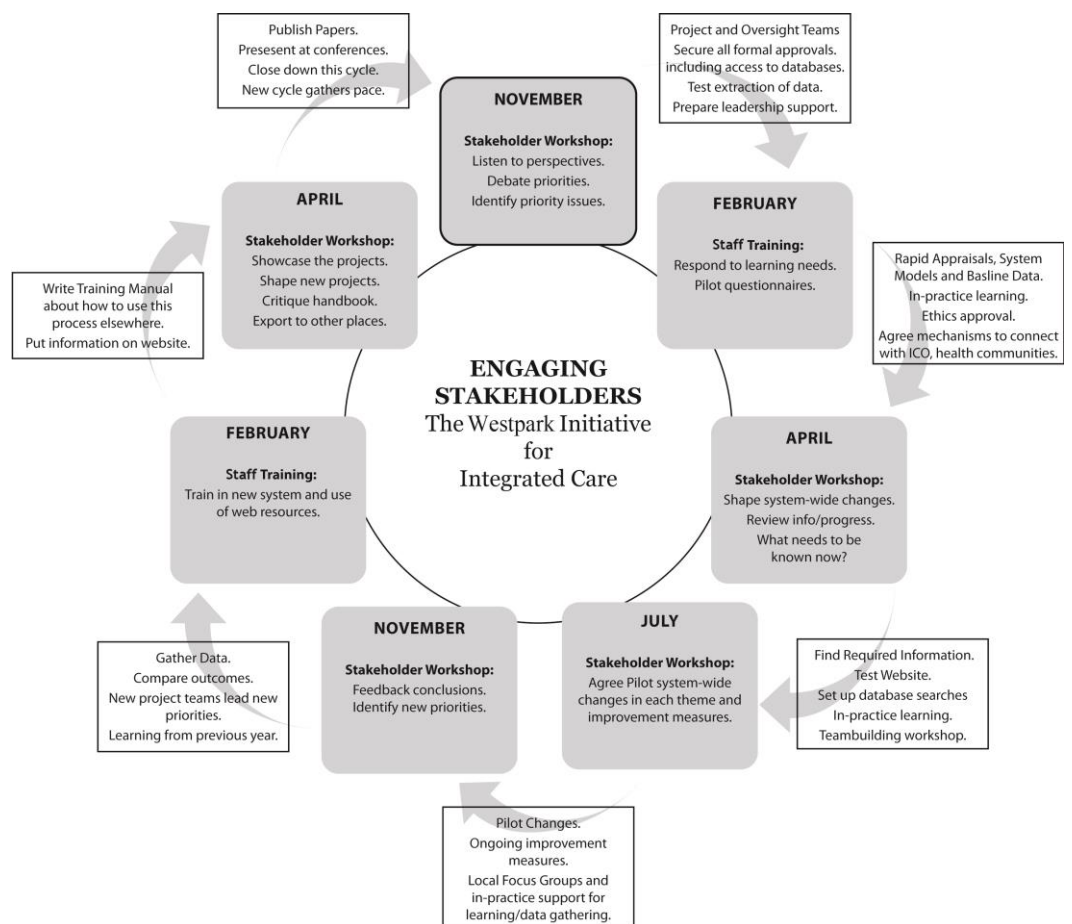 Publish Papers.
Presesent at conferences.
Close down this cycle.
New cycle gathers pace.
Project and Oversight Teams
Secure all formal approvals.
including access to databases.
Test extraction of data.
Prepare leadership support.
NOVEMBER
Stakeholder Workshop:
Listen to perspectives.
Debate priorities.
Identify priority issues.
APRIL
Stakeholder Workshop:
Showcase the projects.
Shape new projects.
Critique handbook.
Export to other places.
FEBRUARY
Staff Training:
Respond to learning needs.
Pilot questionnaires.
Write Training Manual
about how to use this
process elsewhere.
Put information on website.
Rapid Appraisals, System
Models and Basline Data.
In-practice learning.
Ethics approval.
Agree mechanisms to connect
with ICO, health communities.
ENGAGING
STAKEHOLDERS
The Westpark Initiative
for
Integrated Care
FEBRUARY
Staff Training:
Train in new system and use
of web resources.
APRIL
Stakeholder Workshop:
Shape system-wide changes.
Review info/progress.
What needs to be
known now?
NOVEMBER
Stakeholder Workshop:
Feedback conclusions.
Identify new priorities.
JULY
Stakeholder Workshop:
Agree Pilot system-wide
changes in each theme and
improvement measures.
Gather Data.
Compare outcomes.
New project teams lead new
priorities.
Learning from previous year.
Find Required Information.
Test Website.
Set up database searches
In-practice learning.
Teambuilding workshop.
Pilot Changes.
Ongoing improvement
measures.
Local Focus Groups and
in-practice support for
learning/data gathering.